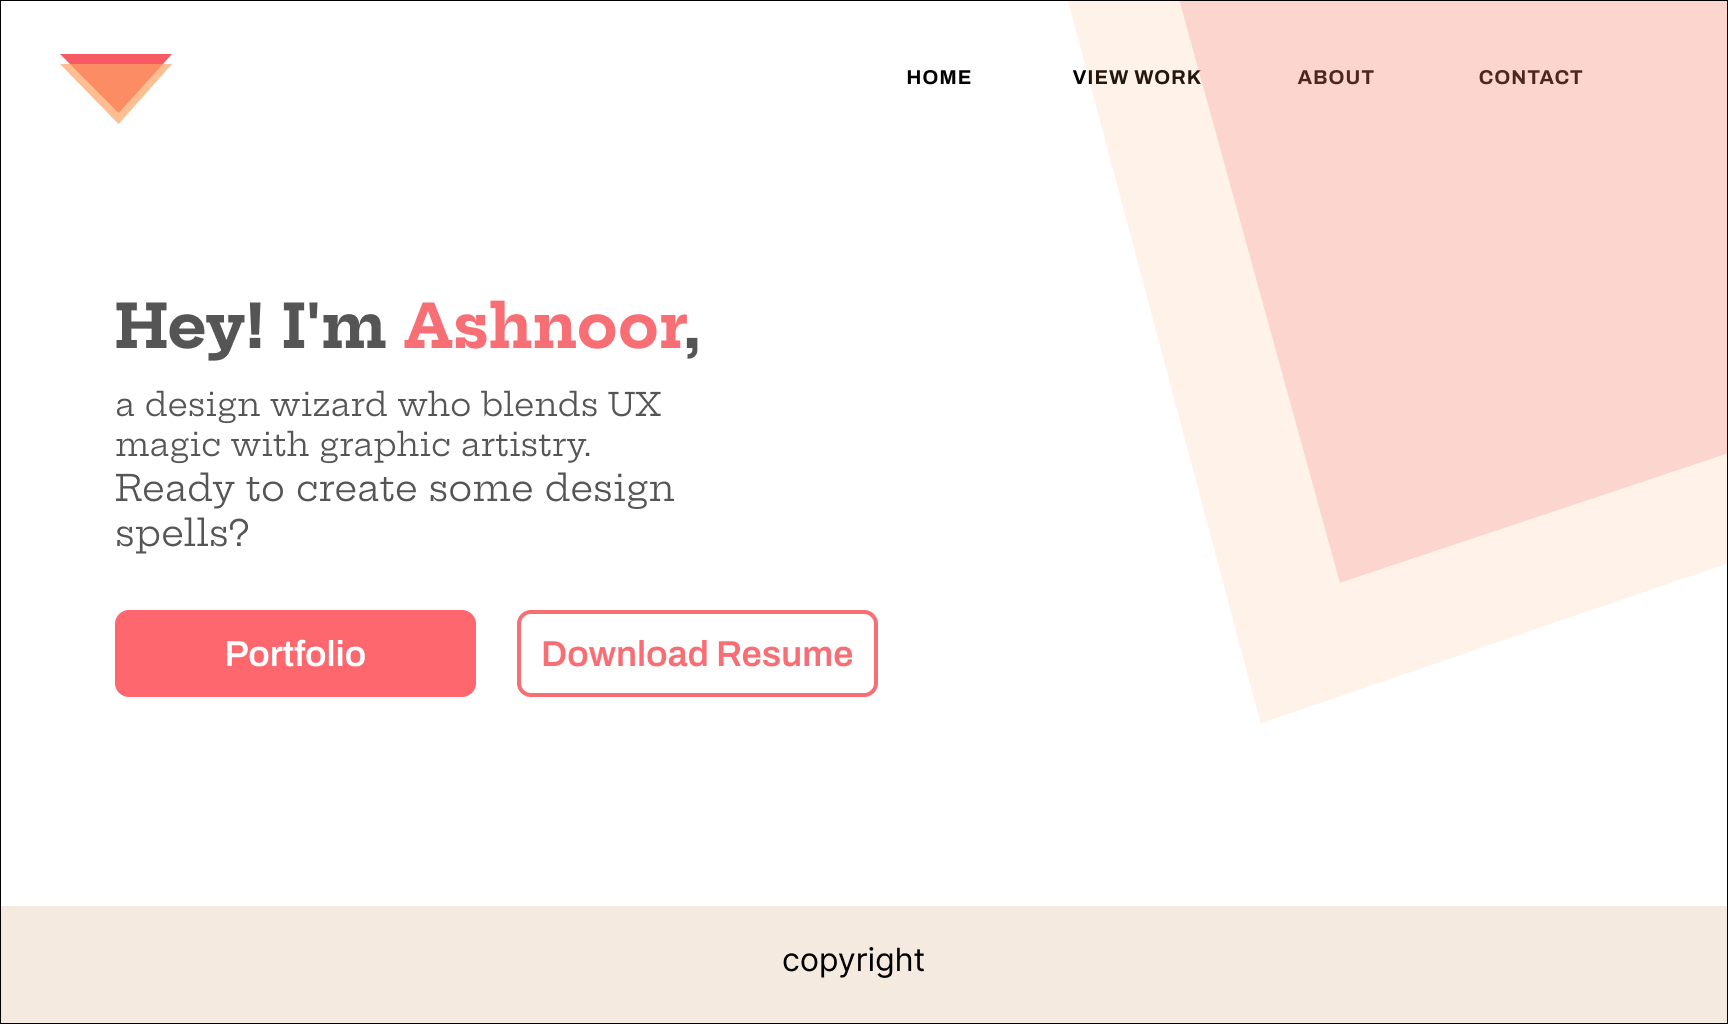 HOME VIEW WORK ABOUT CONTACT
Hey! I'm Ashnoor,
a design wizard who blends UX
magic with graphic artistry.
Ready to create some design
spells?
Portfolio Download Resume
copyright